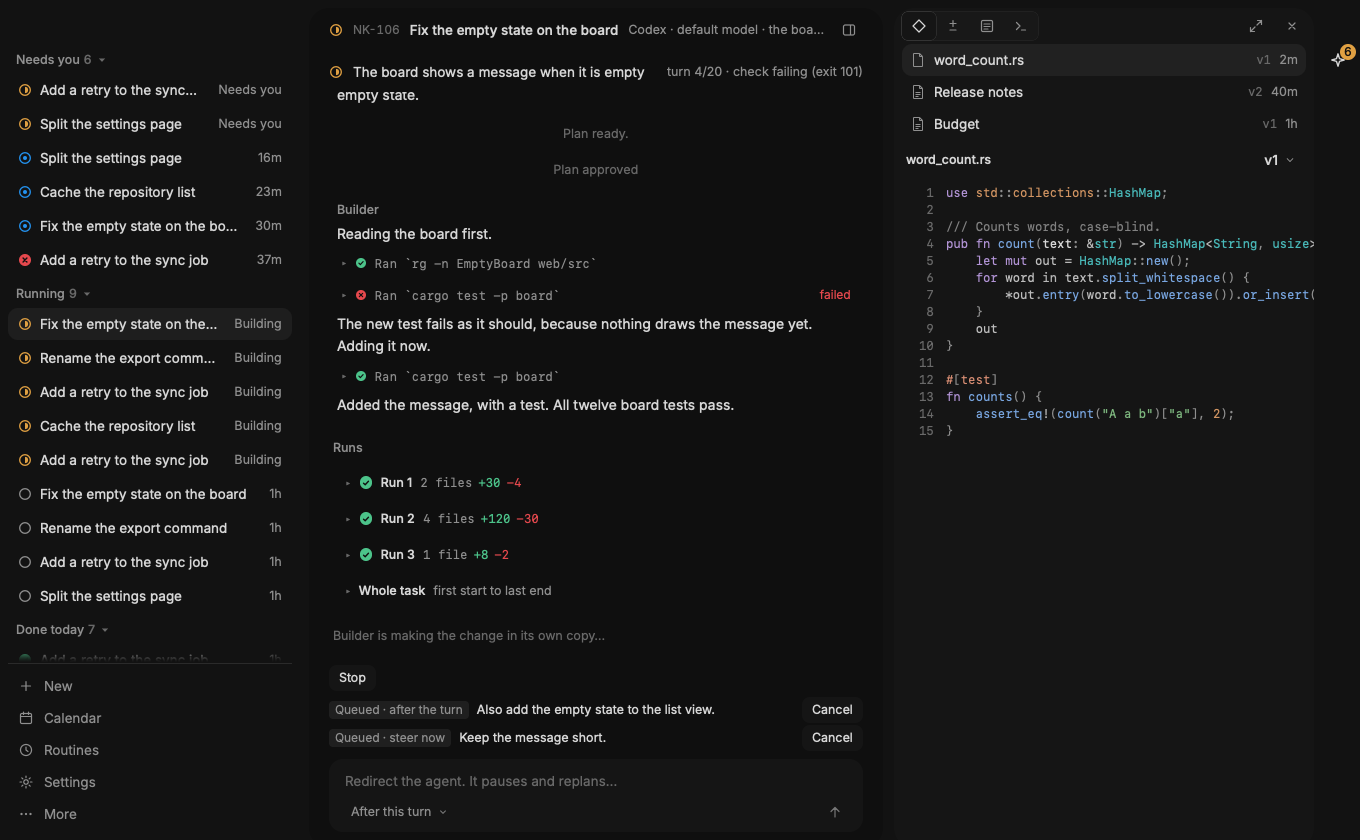 Needs you 6
Add a retry to the sync... Needs you
Split the settings page Needs you
Split the settings page 16m
Cache the repository list 23m
Fix the empty state on the bo... 30m
Add a retry to the sync job 37m
Running 9
Fix the empty state on the... Building
Rename the export comm... Building
Add a retry to the sync job Building
Cache the repository list Building
Add a retry to the sync job Building
Fix the empty state on the board 1h
Rename the export command 1h
Add a retry to the sync job 1h
Split the settings page 1h
Done today 7
Add a retry to the sync job 1h
New
Calendar
Routines
Settings
More
NK-106 Fix the empty state on the board Codex · default model · the boa...
The board shows a message when it is empty turn 4/20 · check failing (exit 101)
empty state.
Plan ready.
Plan approved
Builder
Reading the board first.
Ran `rg -n EmptyBoard web/src`
Ran `cargo test -p board` failed
The new test fails as it should, because nothing draws the message yet.
Adding it now.
Ran `cargo test -p board`
Added the message, with a test. All twelve board tests pass.
Runs
Run 1 2 files +30 −4
Run 2 4 files +120 −30
Run 3 1 file +8 −2
Whole task first start to last end
Builder is making the change in its own copy...
Stop
Queued · after the turn Also add the empty state to the list view. Cancel
Queued · steer now Keep the message short. Cancel
Redirect the agent. It pauses and replans...
After this turn
6
word_count.rs v1 2m
Release notes v2 40m
Budget v1 1h
word_count.rs v1
1 use std::collections::HashMap;
2
3 /// Counts words, case-blind.
4 pub fn count(text: &str) -> HashMap<String, usize>
5 let mut out = HashMap::new();
6 for word in text.split_whitespace() {
7 *out.entry(word.to_lowercase()).or_insert(
8 }
9 out
10 }
11
12 #[test]
13 fn counts() {
14 assert_eq!(count("A a b")["a"], 2);
15 }